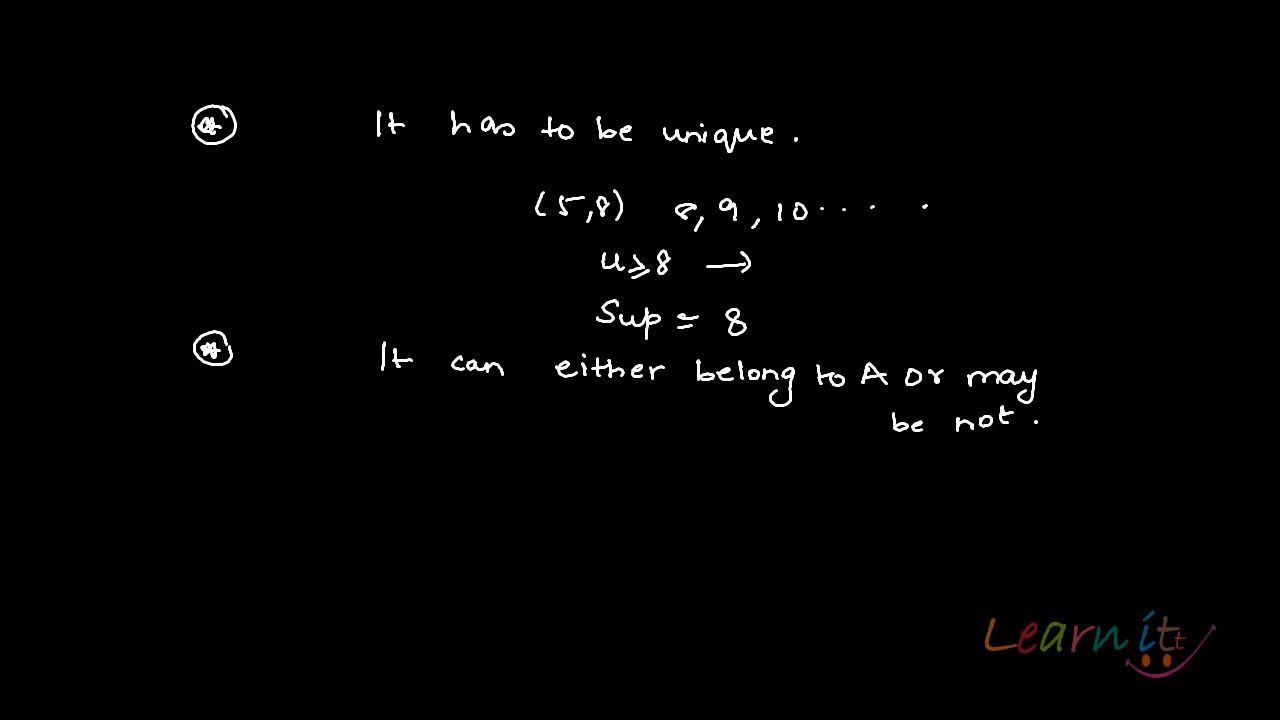 It has to be unique.
(5,8) 8, 9, 10 . . . . .
u ≥ 8 →
Sup = 8
It can either belong to A or may
be not.
Learnitt